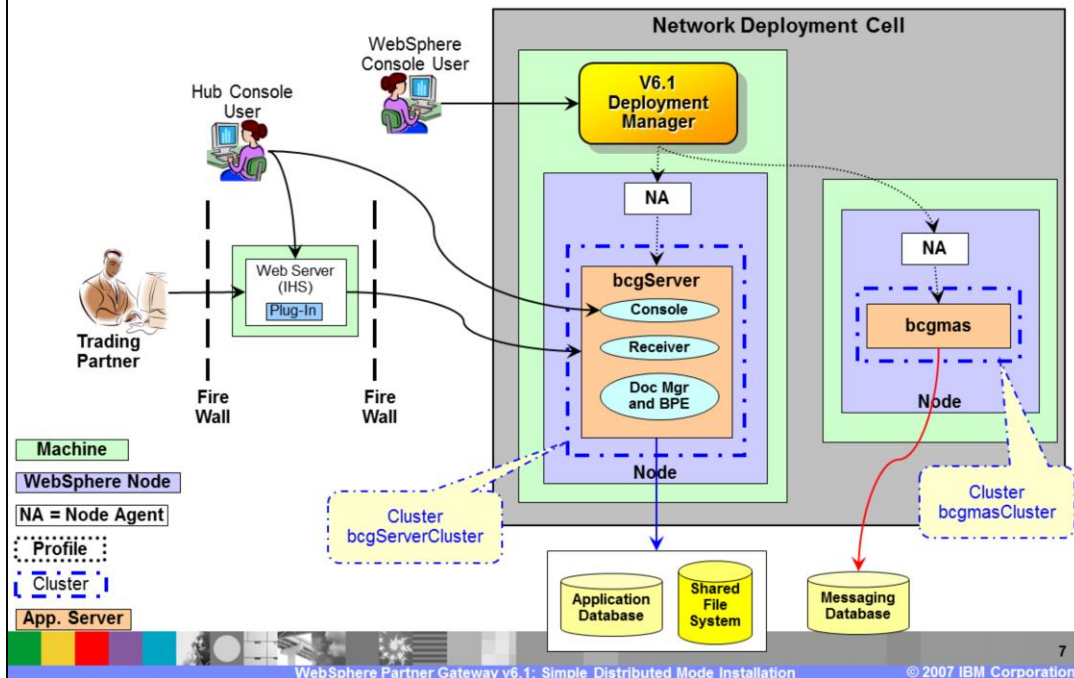 Network Deployment Cell
WebSphere
Console User
V6.1
Deployment
Manager
Hub Console
User
NA
NA
Web Server
(IHS)
Plug-In
bcgServer
Console
Receiver
Doc Mgr
and BPE
bcgmas
Trading
Partner
Fire
Wall
Fire
Wall
Node
Node
Machine
WebSphere Node
NA = Node Agent
Profile
Cluster
App. Server
Cluster
bcgServerCluster
Cluster
bcgmasCluster
Application
Database
Shared
File
System
Messaging
Database
7
WebSphere Partner Gateway v6.1: Simple Distributed Mode Installation
© 2007 IBM Corporation